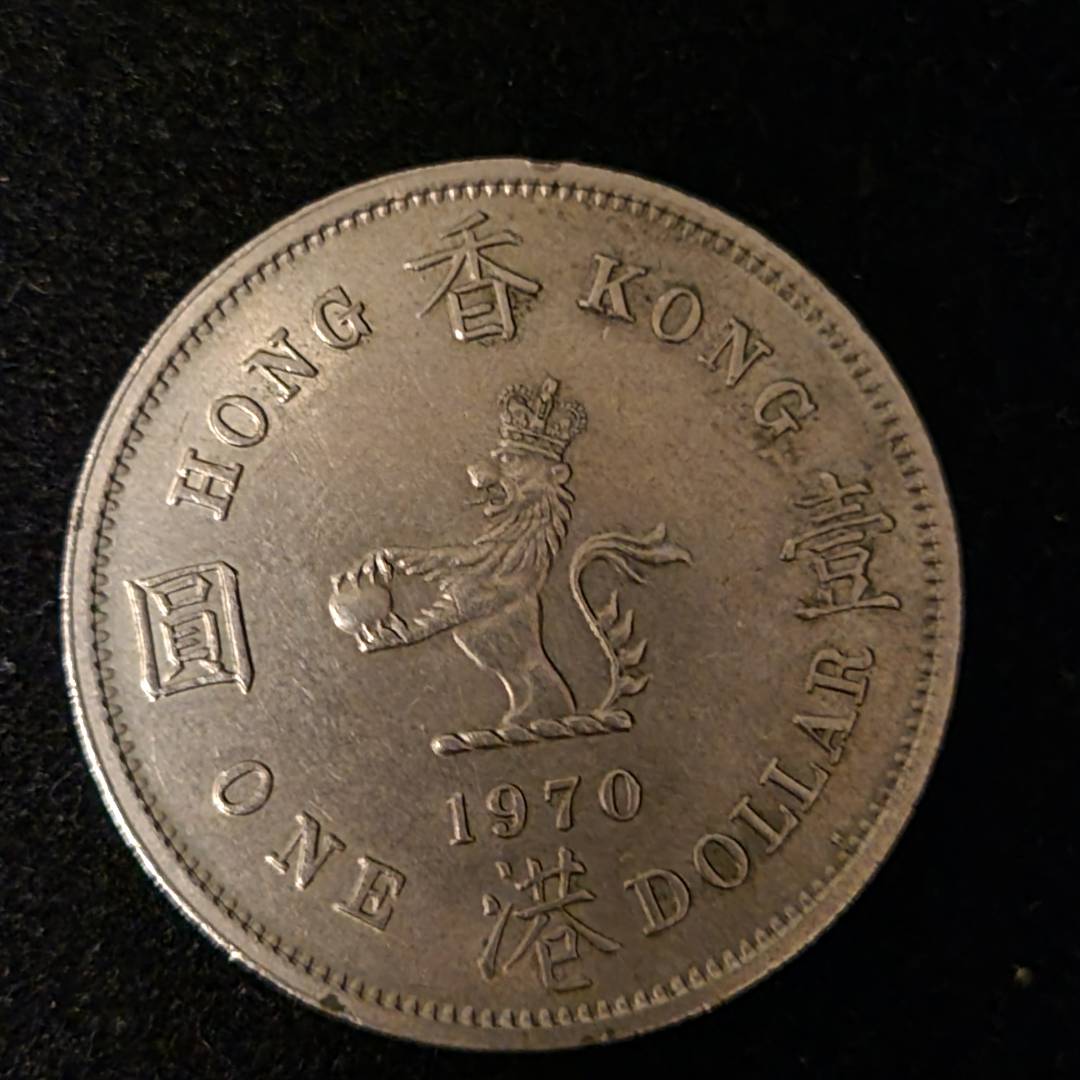 HONG 香 KONG
圓 壹
1970
ONE 港 DOLLAR